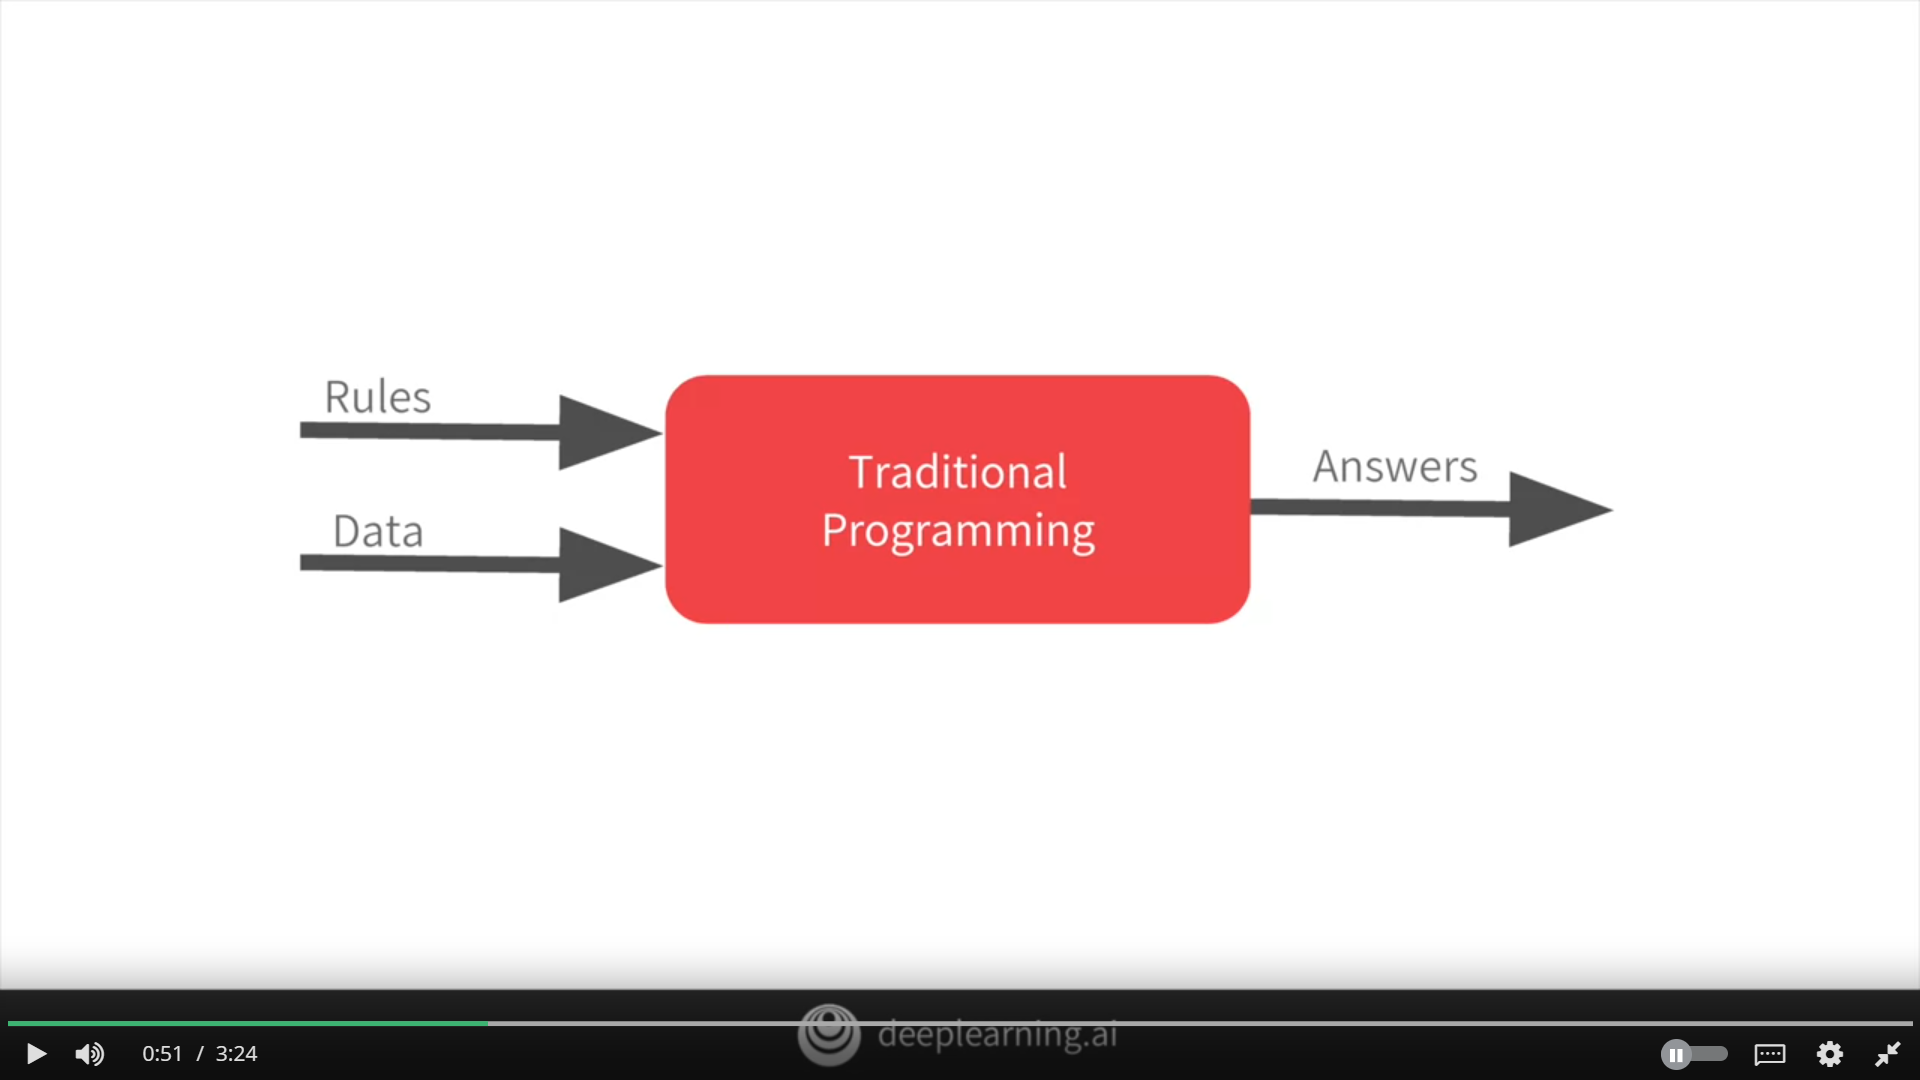 Rules
Data
Traditional
Programming
Answers
deeplearning.ai
0:51 / 3:24